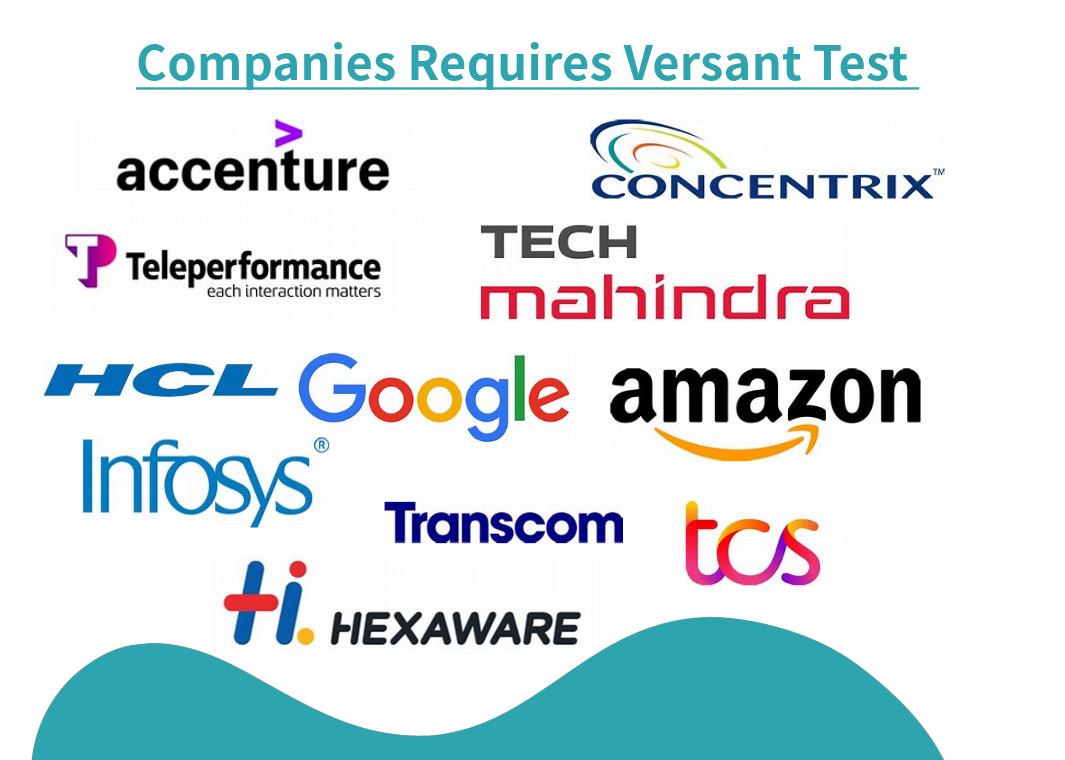 Companies Requires Versant Test
accenture
CONCENTRIX™
Teleperformance
each interaction matters
TECH
mahindra
HCL
Google
amazon
Infosys®
Transcom
tcs
Hi.
HEXAWARE